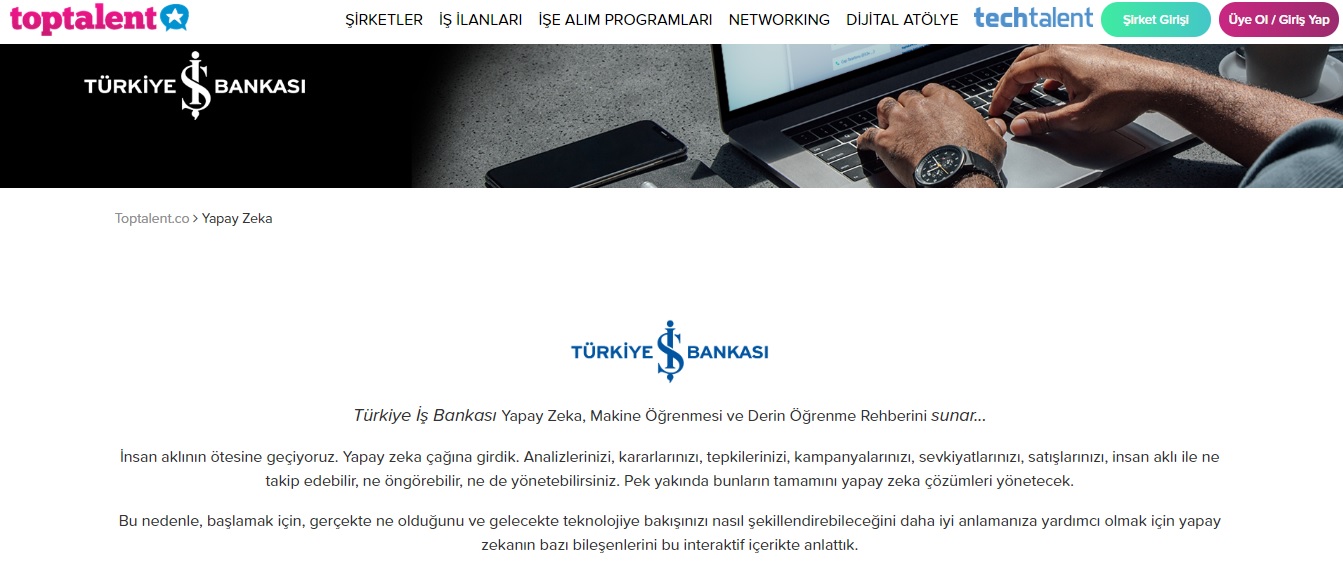 toptalent
ŞİRKETLER İŞ İLANLARI İŞE ALIM PROGRAMLARI NETWORKING DİJİTAL ATÖLYE techtalent Şirket Girişi Üye Ol / Giriş Yap
TÜRKİYE İŞ BANKASI
Toptalent.co > Yapay Zeka
TÜRKİYE İŞ BANKASI
Türkiye İş Bankası Yapay Zeka, Makine Öğrenmesi ve Derin Öğrenme Rehberini sunar...
İnsan aklının ötesine geçiyoruz. Yapay zeka çağına girdik. Analizlerinizi, kararlarınızı, tepkilerinizi, kampanyalarınızı, sevkiyatlarınızı, satışlarınızı, insan aklı ile ne
takip edebilir, ne öngörebilir, ne de yönetebilirsiniz. Pek yakında bunların tamamını yapay zeka çözümleri yönetecek.
Bu nedenle, başlamak için, gerçekte ne olduğunu ve gelecekte teknolojiye bakışınızı nasıl şekillendirebileceğini daha iyi anlamanıza yardımcı olmak için yapay
zekanın bazı bileşenlerini bu interaktif içerikte anlattık.